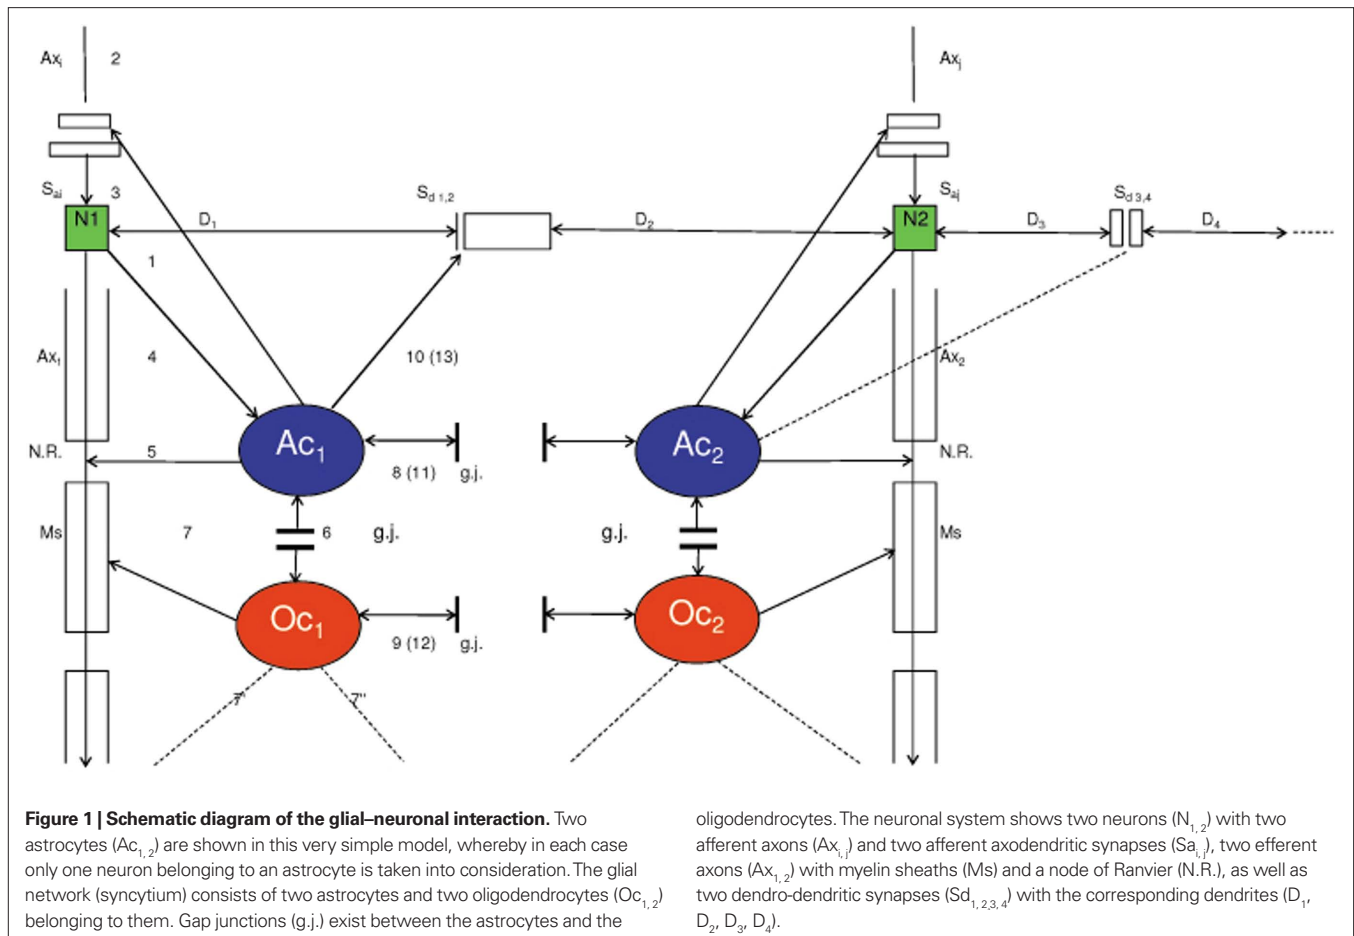 Ax_i 2
Ax_j
S_ai 3
S_d 1,2
S_aj
S_d 3,4
N1
D_1
D_2
N2
D_3
D_4
1
Ax_1
4
10 (13)
Ax_2
Ac_1
Ac_2
N.R.
5
8 (11)
g.j.
N.R.
Ms
7
6
g.j.
g.j.
Ms
Oc_1
Oc_2
9 (12)
g.j.
7'
7"
Figure 1 | Schematic diagram of the glial–neuronal interaction. Two
astrocytes (Ac_1, 2) are shown in this very simple model, whereby in each case
only one neuron belonging to an astrocyte is taken into consideration. The glial
network (syncytium) consists of two astrocytes and two oligodendrocytes (Oc_1, 2)
belonging to them. Gap junctions (g.j.) exist between the astrocytes and the
oligodendrocytes. The neuronal system shows two neurons (N_1, 2) with two
afferent axons (Ax_i, j) and two afferent axodendritic synapses (Sa_i, j), two efferent
axons (Ax_1, 2) with myelin sheaths (Ms) and a node of Ranvier (N.R.), as well as
two dendro-dendritic synapses (Sd_1, 2,3, 4) with the corresponding dendrites (D_1,
D_2, D_3, D_4).